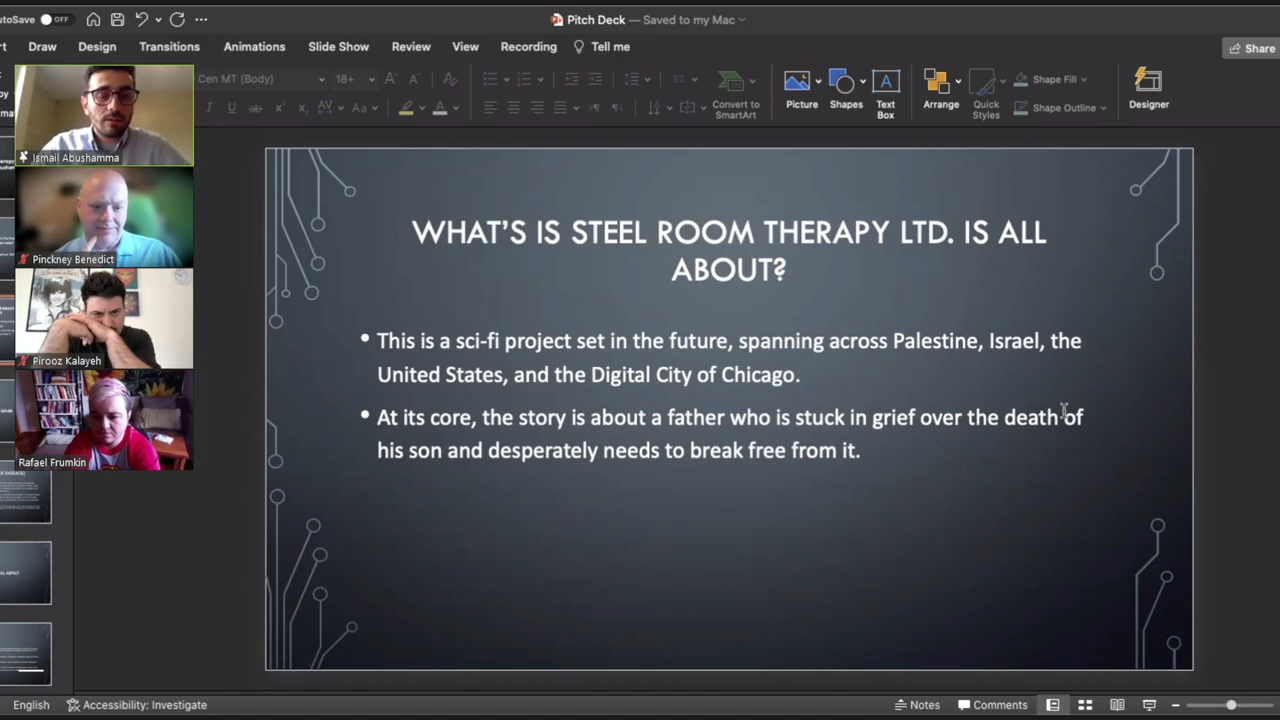 AutoSave OFF
Pitch Deck — Saved to my Mac
Draw Design Transitions Animations Slide Show Review View Recording Tell me
Share
Cen MT (Body) 18+
Convert to
SmartArt
Picture
Shapes
Text
Box
Arrange
Quick
Styles
Shape Fill
Shape Outline
Designer
Ismail Abushamma
Pinckney Benedict
Pirooz Kalayeh
Rafael Frumkin
WHAT'S IS STEEL ROOM THERAPY LTD. IS ALL
ABOUT?
• This is a sci-fi project set in the future, spanning across Palestine, Israel, the
United States, and the Digital City of Chicago.
• At its core, the story is about a father who is stuck in grief over the death of
his son and desperately needs to break free from it.
English Accessibility: Investigate Notes Comments